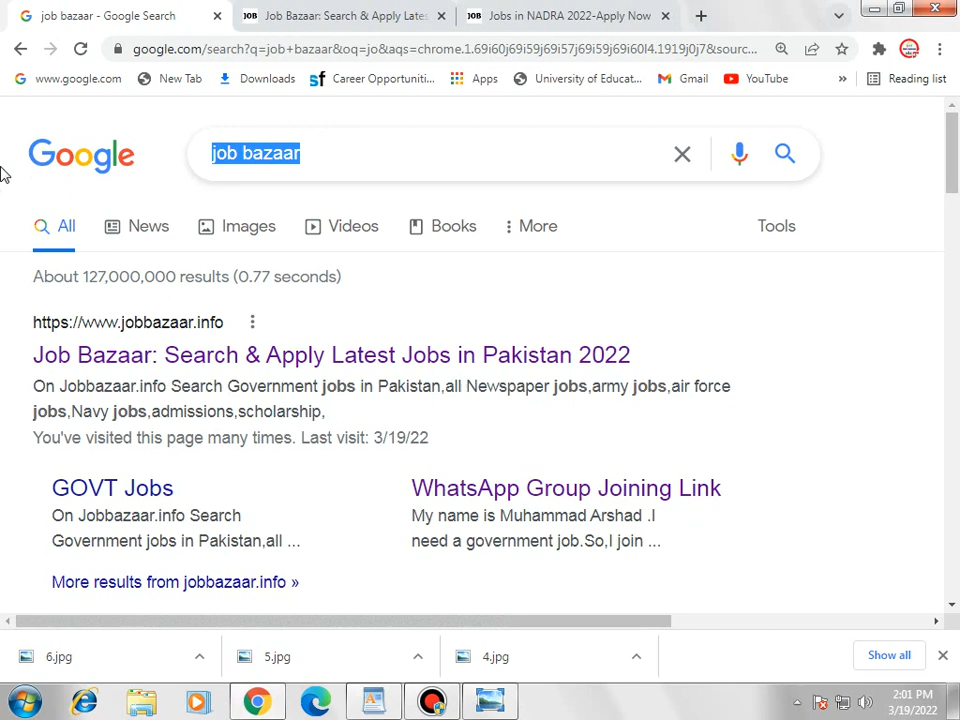 job bazaar - Google Search
JOB Job Bazaar: Search & Apply Lates
JOB Jobs in NADRA 2022-Apply Now
google.com/search?q=job+bazaar&oq=jo&aqs=chrome.1.69i60j69i59j69i57j69i59j69i60l4.1919j0j7&sourc...
www.google.com
New Tab
Downloads
sf Career Opportuniti...
Apps
University of Educat...
Gmail
YouTube
»
Reading list
Google
job bazaar
All
News
Images
Videos
Books
More
Tools
About 127,000,000 results (0.77 seconds)
https://www.jobbazaar.info
Job Bazaar: Search & Apply Latest Jobs in Pakistan 2022
On Jobbazaar.info Search Government jobs in Pakistan,all Newspaper jobs,army jobs,air force
jobs,Navy jobs,admissions,scholarship,
You've visited this page many times. Last visit: 3/19/22
GOVT Jobs
On Jobbazaar.info Search
Government jobs in Pakistan,all ...
WhatsApp Group Joining Link
My name is Muhammad Arshad .I
need a government job.So,I join ...
More results from jobbazaar.info »
6.jpg
5.jpg
4.jpg
Show all
2:01 PM
3/19/2022